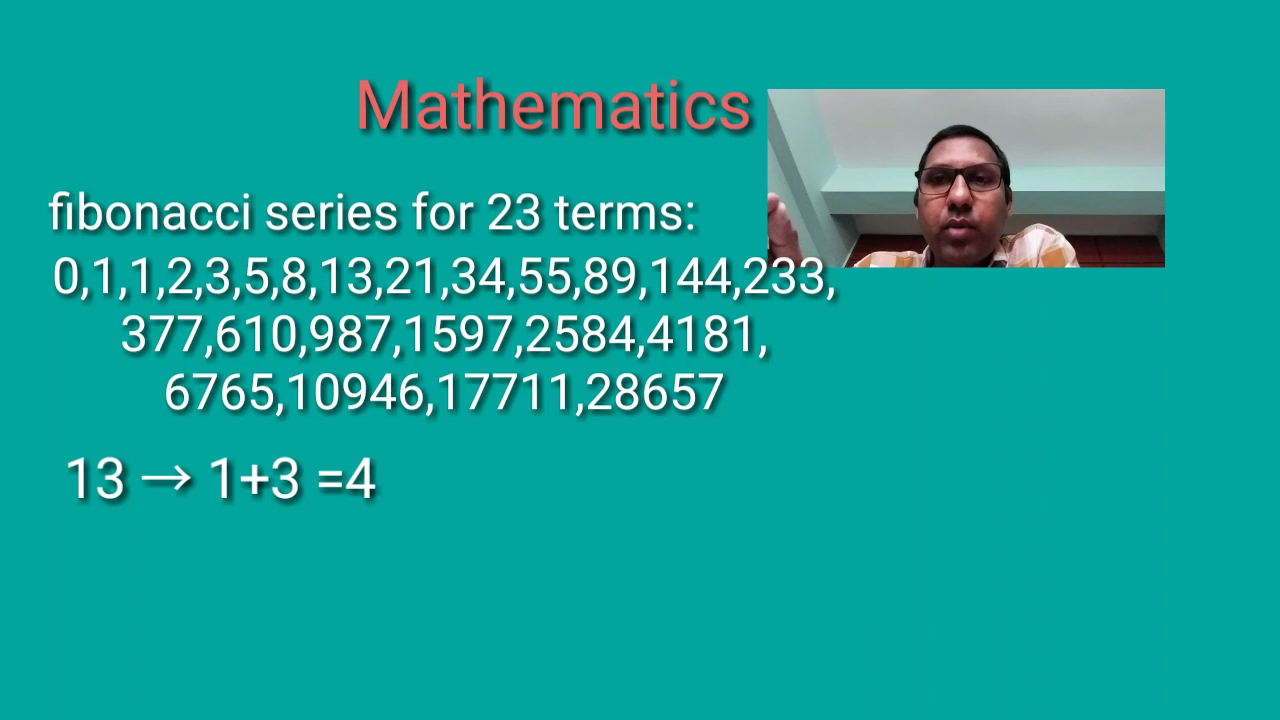 Mathematics
fibonacci series for 23 terms:
0,1,1,2,3,5,8,13,21,34,55,89,144,233,
377,610,987,1597,2584,4181,
6765,10946,17711,28657
13 → 1+3 =4